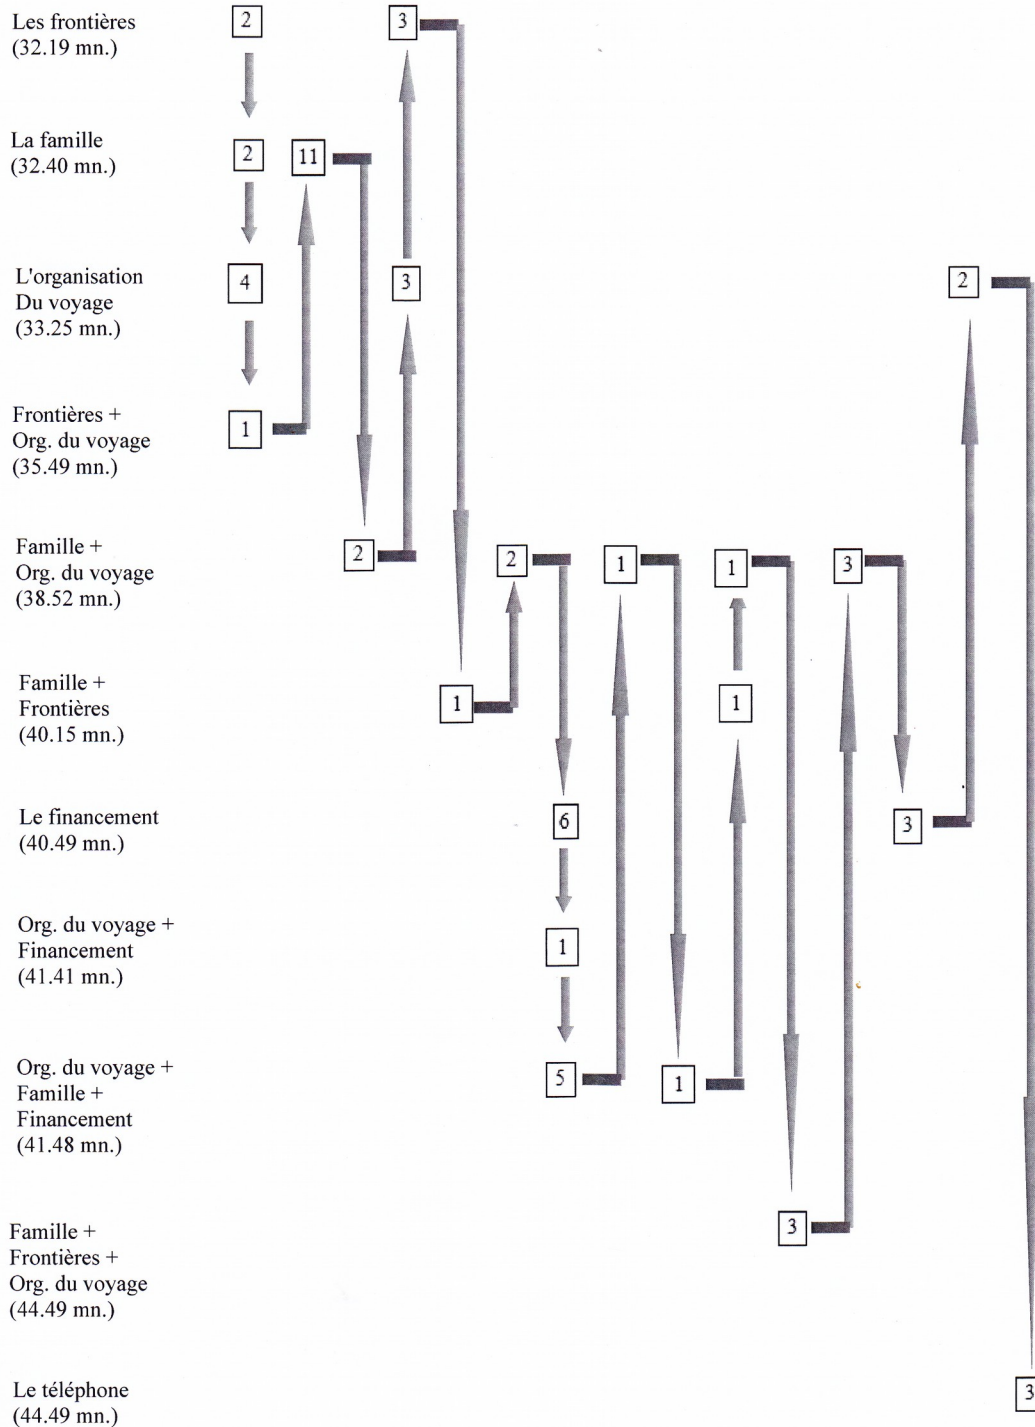 Les frontières 2 3
(32.19 mn.)
La famille 2 11
(32.40 mn.)
L'organisation
Du voyage 4 3 2
(33.25 mn.)
Frontières +
Org. du voyage 1
(35.49 mn.)
Famille +
Org. du voyage 2 2 1 1 3
(38.52 mn.)
Famille +
Frontières 1 1
(40.15 mn.)
Le financement 6 3
(40.49 mn.)
Org. du voyage +
Financement 1
(41.41 mn.)
Org. du voyage + 5 1
Famille +
Financement
(41.48 mn.)
Famille + 3
Frontières +
Org. du voyage
(44.49 mn.)
Le téléphone 3
(44.49 mn.)